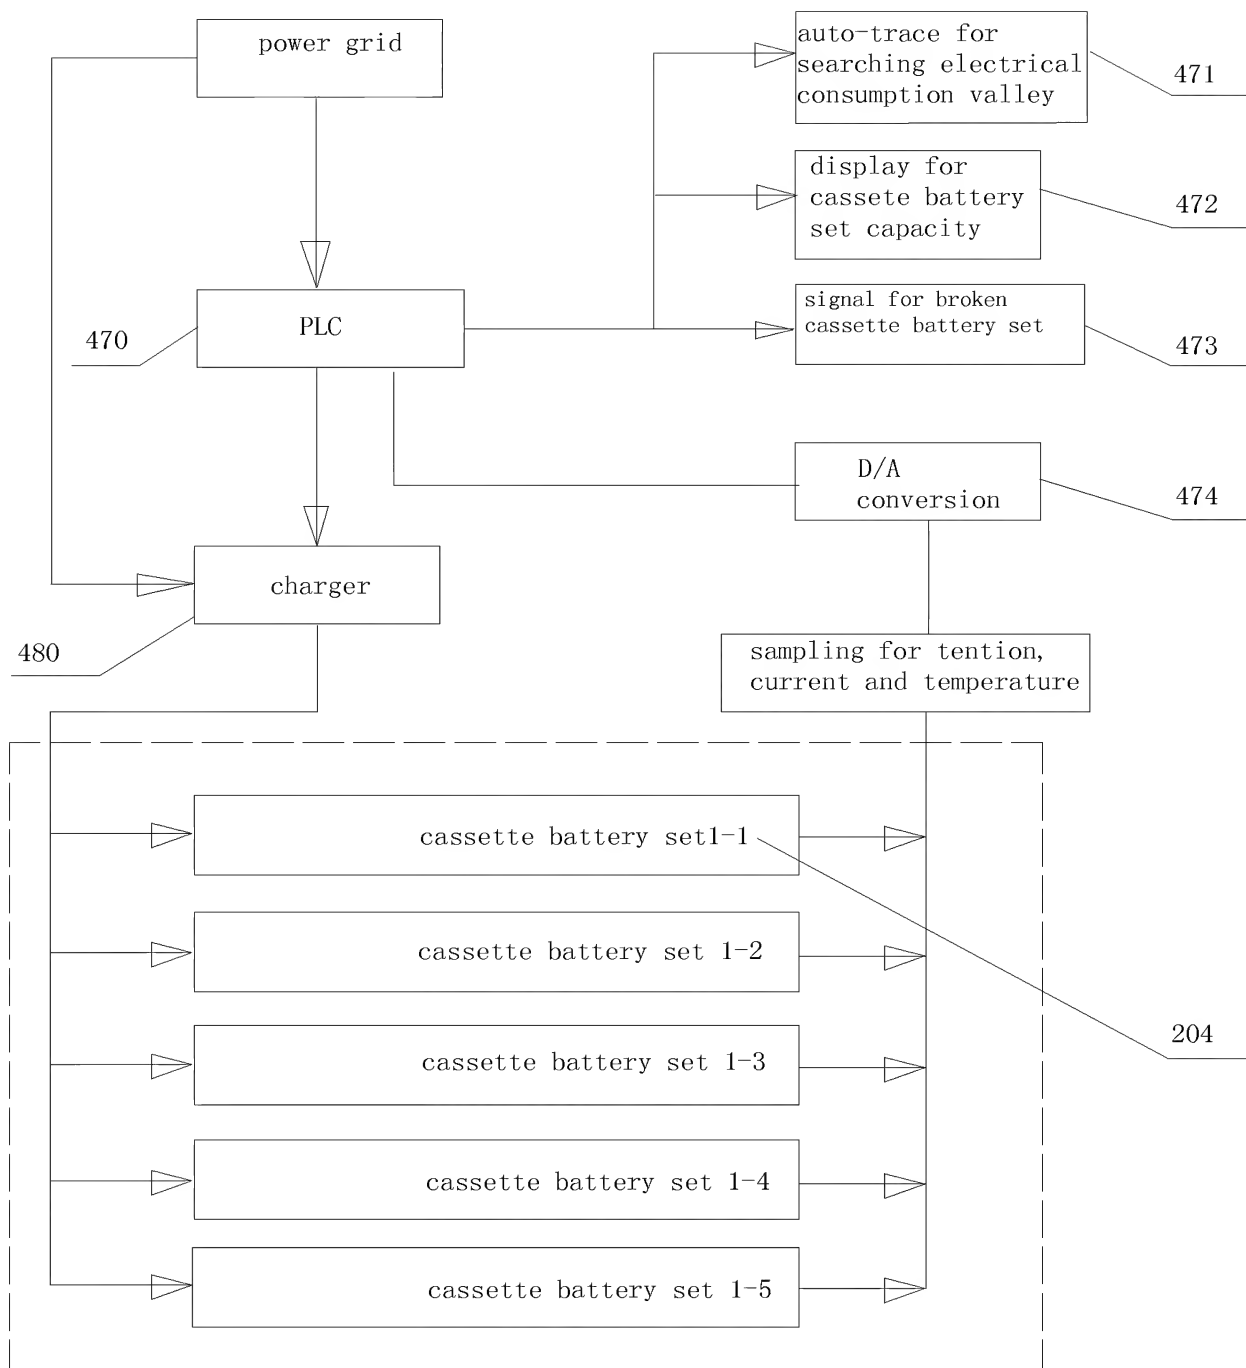 power grid
auto-trace for
searching electrical
consumption valley
471
display for
cassete battery
set capacity
472
signal for broken
cassette battery set
473
PLC
470
D/A
conversion
474
charger
480
sampling for tention,
current and temperature
cassette battery set1-1
cassette battery set 1-2
cassette battery set 1-3
204
cassette battery set 1-4
cassette battery set 1-5